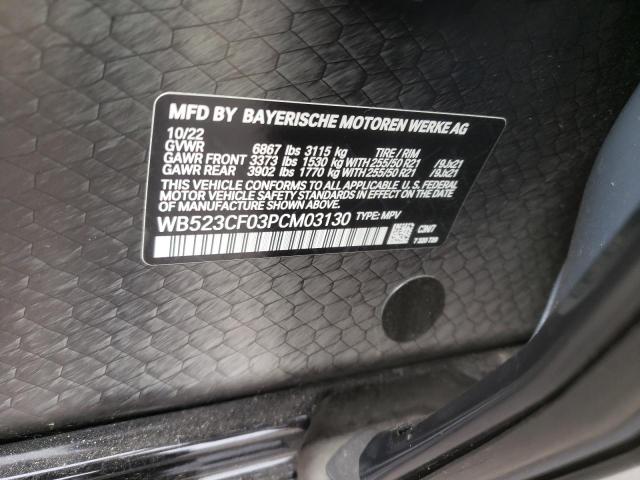 MFD BY BAYERISCHE MOTOREN WERKE AG
10/22
GVWR 6867 lbs 3115 kg TIRE / RIM
GAWR FRONT 3373 lbs 1530 kg WITH 255/50 R21 /9Jx21
GAWR REAR 3902 lbs 1770 kg WITH 255/50 R21 /9Jx21
THIS VEHICLE CONFORMS TO ALL APPLICABLE U.S. FEDERAL
MOTOR VEHICLE SAFETY STANDARDS IN EFFECT ON THE
DATE OF MANUFACTURE SHOWN ABOVE.
WB523CF03PCM03130 TYPE: MPV